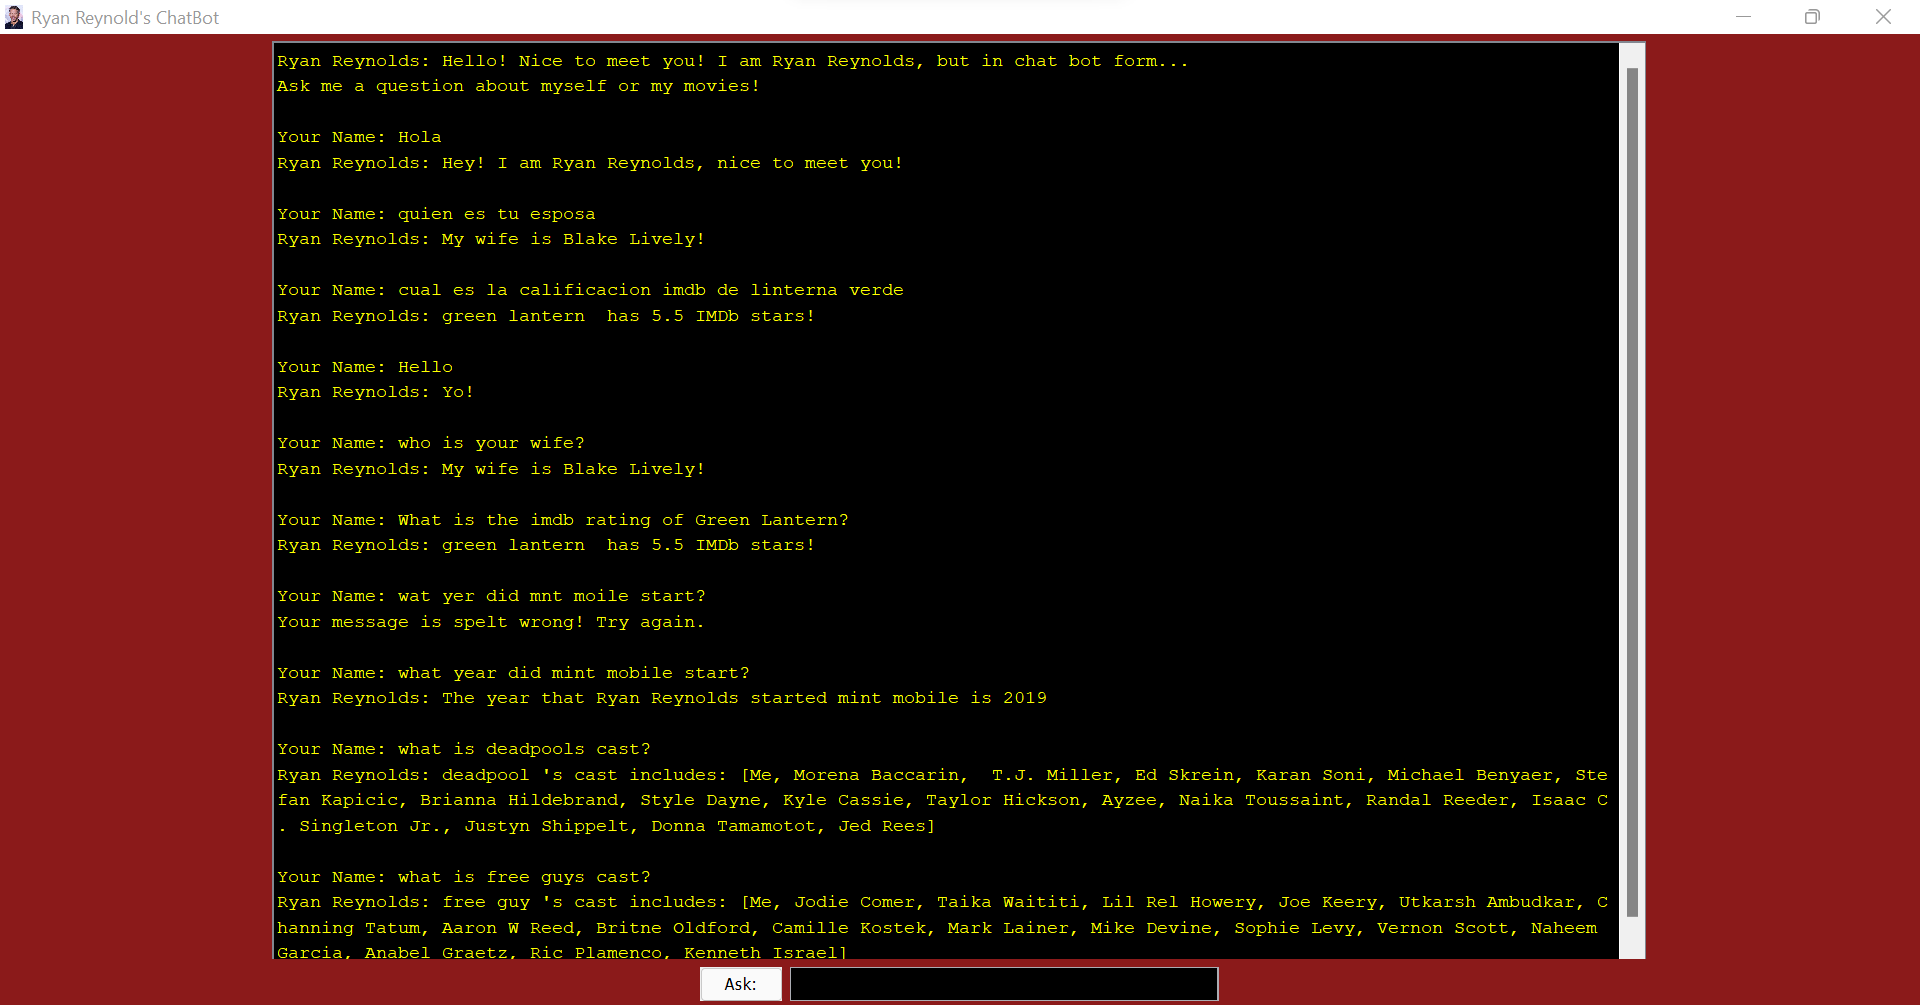 Ryan Reynold's ChatBot
Ryan Reynolds: Hello! Nice to meet you! I am Ryan Reynolds, but in chat bot form...
Ask me a question about myself or my movies!
Your Name: Hola
Ryan Reynolds: Hey! I am Ryan Reynolds, nice to meet you!
Your Name: quien es tu esposa
Ryan Reynolds: My wife is Blake Lively!
Your Name: cual es la calificacion imdb de linterna verde
Ryan Reynolds: green lantern  has 5.5 IMDb stars!
Your Name: Hello
Ryan Reynolds: Yo!
Your Name: who is your wife?
Ryan Reynolds: My wife is Blake Lively!
Your Name: What is the imdb rating of Green Lantern?
Ryan Reynolds: green lantern  has 5.5 IMDb stars!
Your Name: wat yer did mnt moile start?
Your message is spelt wrong! Try again.
Your Name: what year did mint mobile start?
Ryan Reynolds: The year that Ryan Reynolds started mint mobile is 2019
Your Name: what is deadpools cast?
Ryan Reynolds: deadpool 's cast includes: [Me, Morena Baccarin,  T.J. Miller, Ed Skrein, Karan Soni, Michael Benyaer, Ste
fan Kapicic, Brianna Hildebrand, Style Dayne, Kyle Cassie, Taylor Hickson, Ayzee, Naika Toussaint, Randal Reeder, Isaac C
. Singleton Jr., Justyn Shippelt, Donna Tamamotot, Jed Rees]
Your Name: what is free guys cast?
Ryan Reynolds: free guy 's cast includes: [Me, Jodie Comer, Taika Waititi, Lil Rel Howery, Joe Keery, Utkarsh Ambudkar, C
hanning Tatum, Aaron W Reed, Britne Oldford, Camille Kostek, Mark Lainer, Mike Devine, Sophie Levy, Vernon Scott, Naheem
Garcia, Anabel Graetz, Ric Plamenco, Kenneth Israel]
Ask: